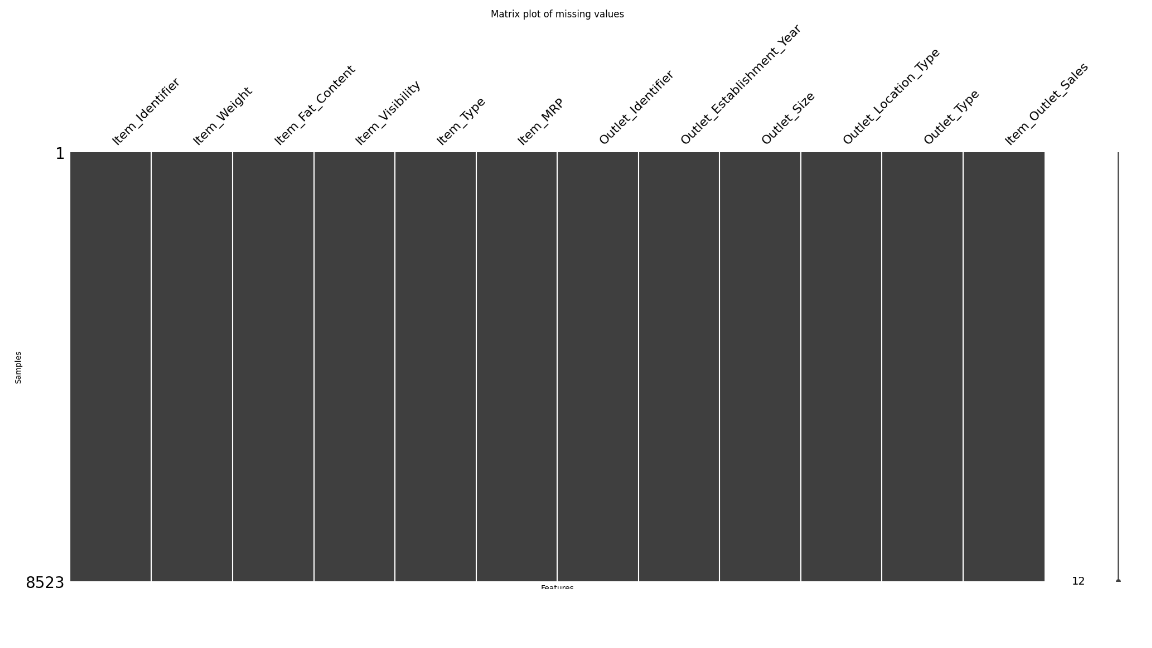 Matrix plot of missing values
Item_Identifier
Item_Weight
Item_Fat_Content
Item_Visibility
Item_Type
Item_MRP
Outlet_Identifier
Outlet_Establishment_Year
Outlet_Size
Outlet_Location_Type
Outlet_Type
Item_Outlet_Sales
1
Samples
8523
12
Features